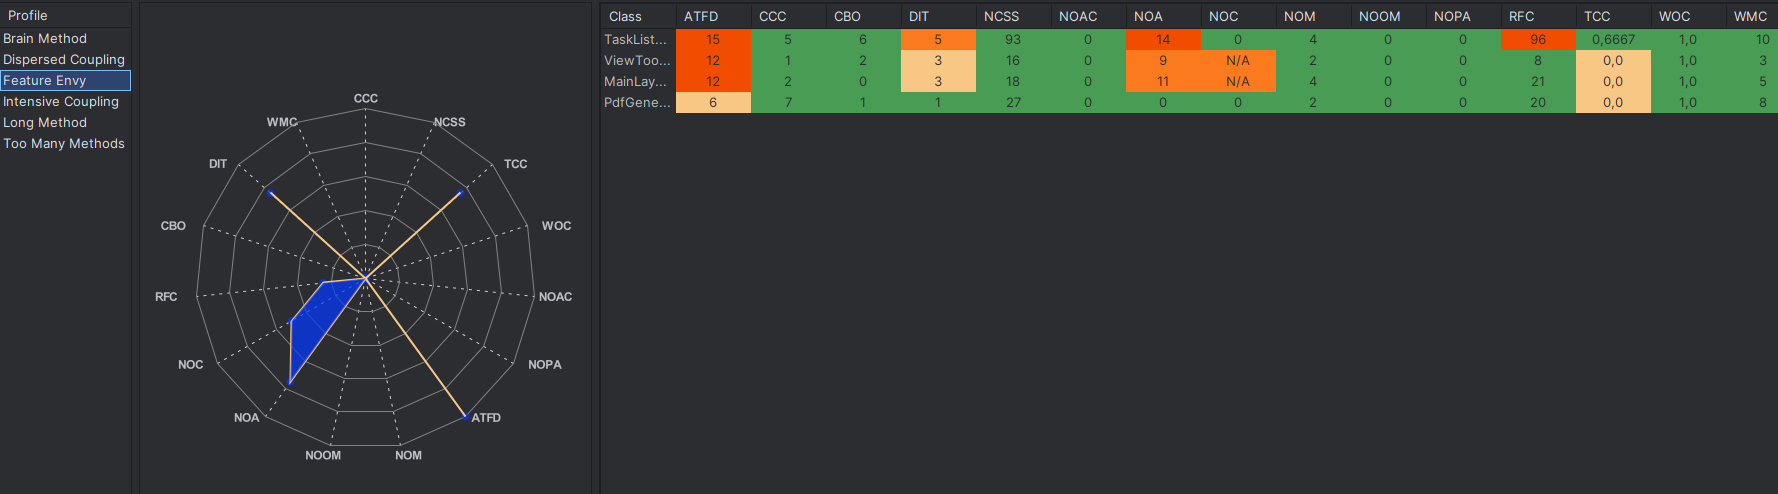 Profile
Brain Method
Dispersed Coupling
Feature Envy
Intensive Coupling
Long Method
Too Many Methods
CCC
WMC
NCSS
DIT
TCC
CBO
WOC
RFC
NOAC
NOC
NOPA
NOA
ATFD
NOOM
NOM
Class ATFD CCC CBO DIT NCSS NOAC NOA NOC NOM NOOM NOPA RFC TCC WOC WMC
TaskList... 15 5 6 5 93 0 14 0 4 0 0 96 0,6667 1,0 10
ViewToo... 12 1 2 3 16 0 9 N/A 2 0 0 8 0,0 1,0 3
MainLay... 12 2 0 3 18 0 11 N/A 4 0 0 21 0,0 1,0 5
PdfGene... 6 7 1 1 27 0 0 0 2 0 0 20 0,0 1,0 8